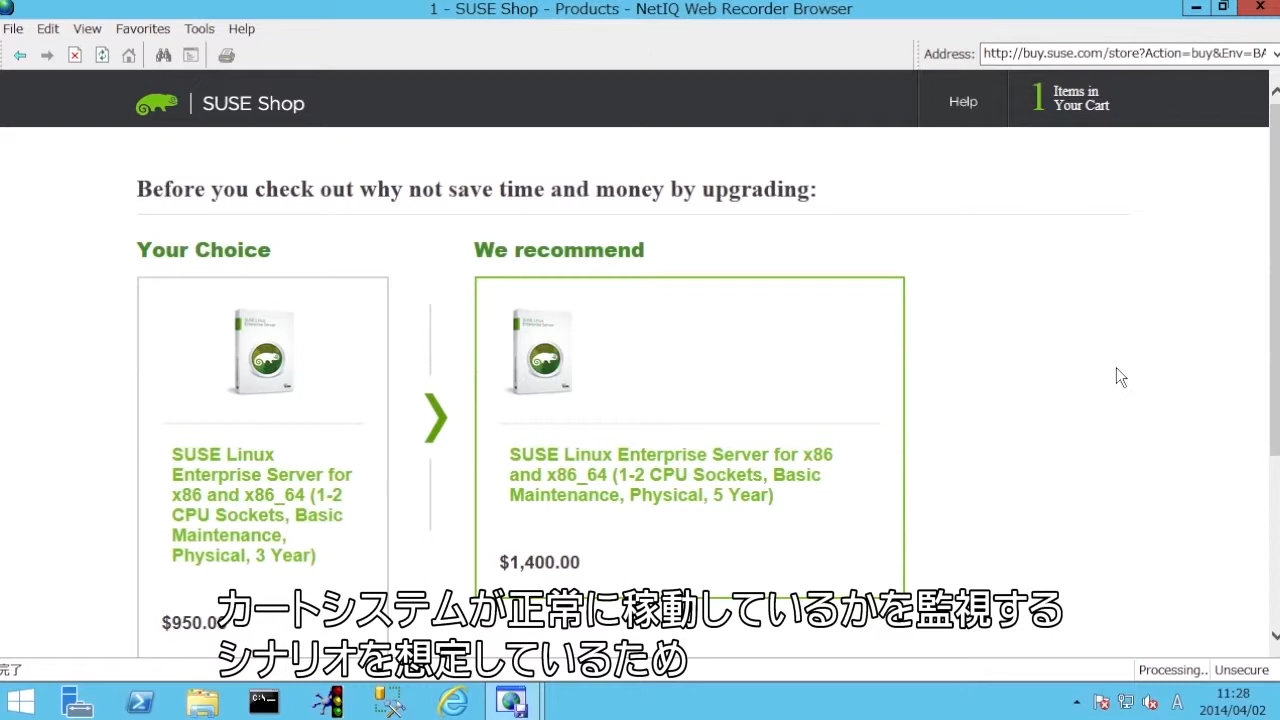 1 - SUSE Shop - Products - NetIQ Web Recorder Browser
File Edit View Favorites Tools Help
Address: http://buy.suse.com/store?Action=buy&Env=BA
SUSE Shop
Help
1 Items in
Your Cart
Before you check out why not save time and money by upgrading:
Your Choice
We recommend
SUSE Linux
Enterprise Server for
x86 and x86_64 (1-2
CPU Sockets, Basic
Maintenance,
Physical, 3 Year)
$950.00
SUSE Linux Enterprise Server for x86
and x86_64 (1-2 CPU Sockets, Basic
Maintenance, Physical, 5 Year)
$1,400.00
カートシステムが正常に稼動しているかを監視する
シナリオを想定しているため
完了
Processing..
Unsecure
A
11:28
2014/04/02